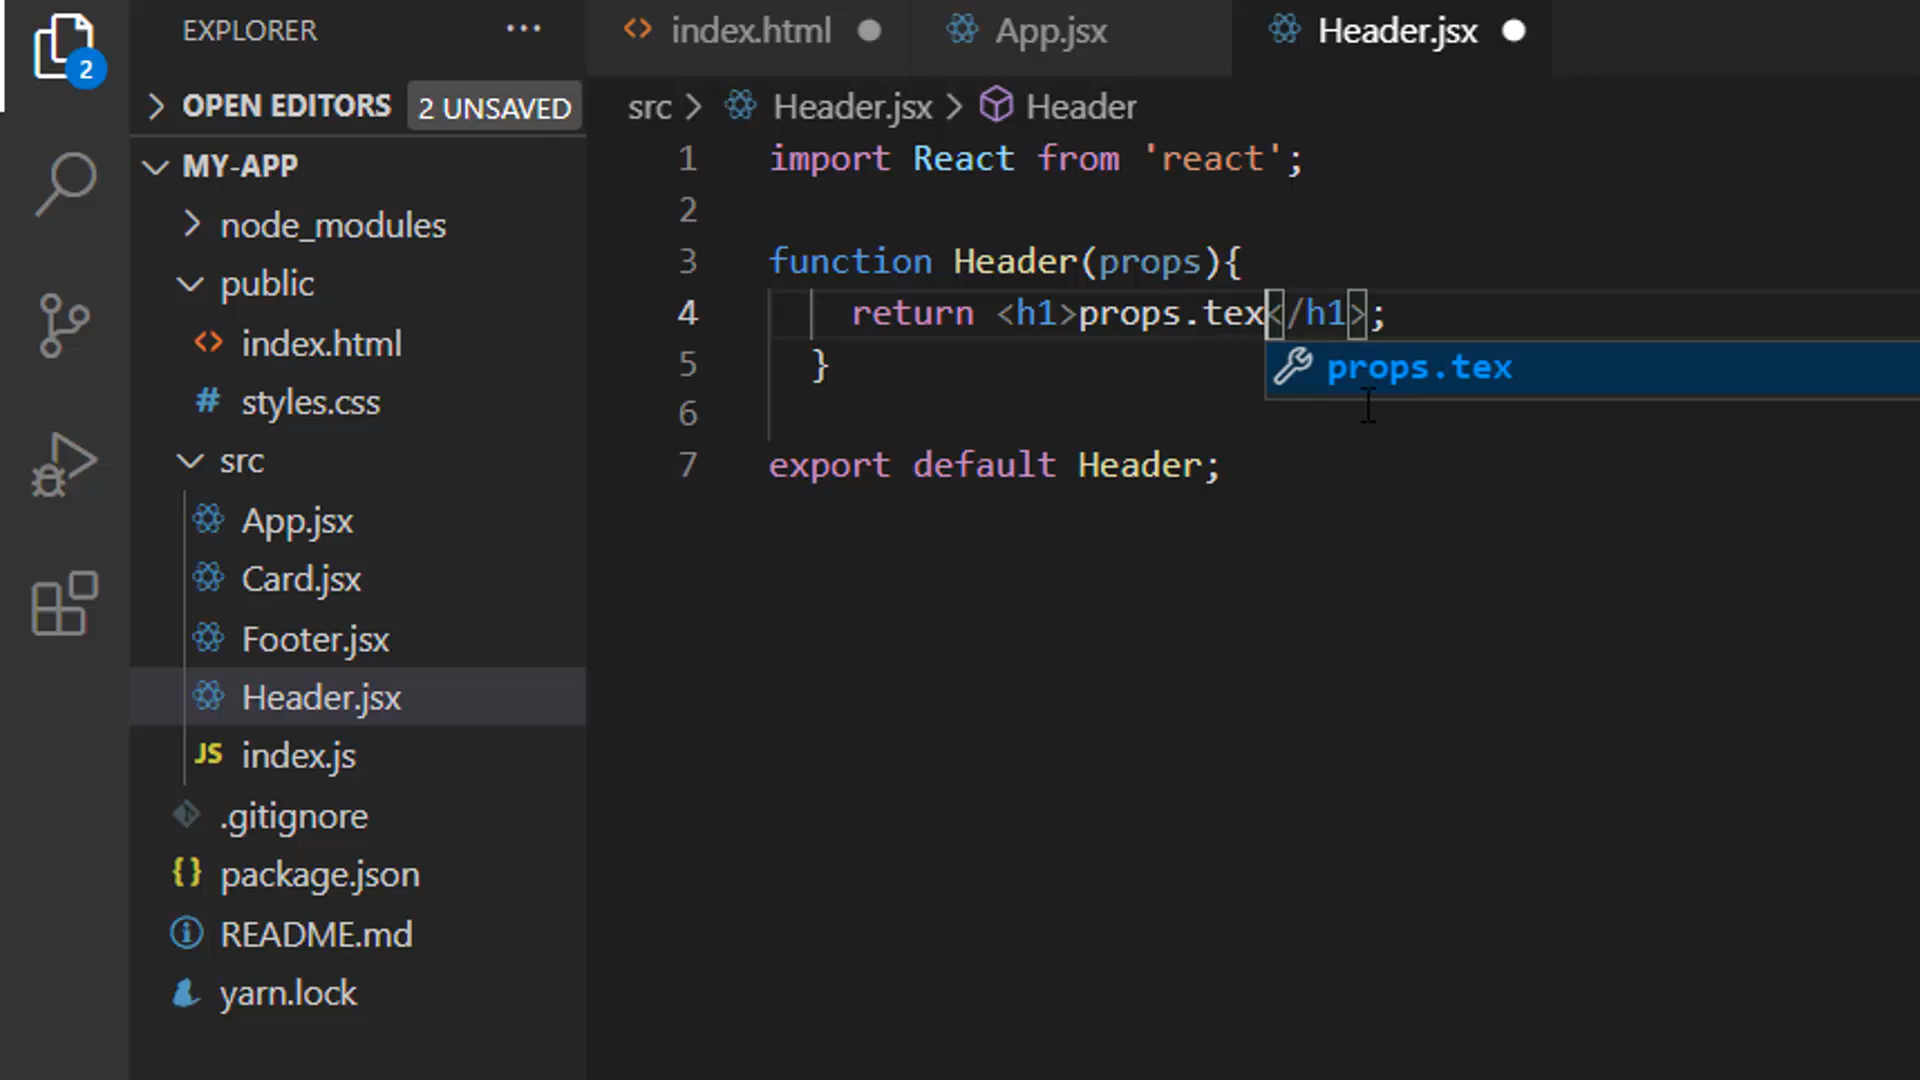 EXPLORER
index.html
App.jsx
Header.jsx
2
OPEN EDITORS 2 UNSAVED
MY-APP
node_modules
public
index.html
styles.css
src
App.jsx
Card.jsx
Footer.jsx
Header.jsx
JS index.js
.gitignore
{} package.json
README.md
yarn.lock
src > Header.jsx > Header
1 import React from 'react';
2
3 function Header(props){
4 return <h1>props.tex</h1>;
props.tex
5 }
6
7 export default Header;